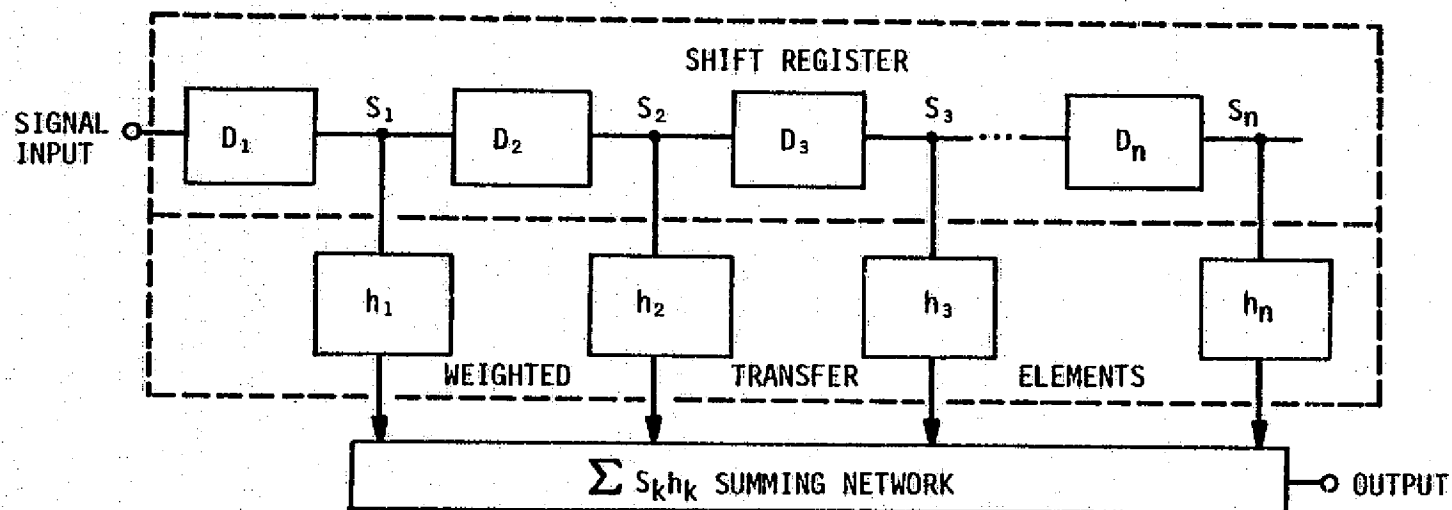 SHIFT REGISTER
SIGNAL INPUT
D₁ S₁ D₂ S₂ D₃ S₃ ... Dₙ Sₙ
h₁ h₂ h₃ hₙ
WEIGHTED TRANSFER ELEMENTS
∑ Sₖhₖ SUMMING NETWORK
OUTPUT